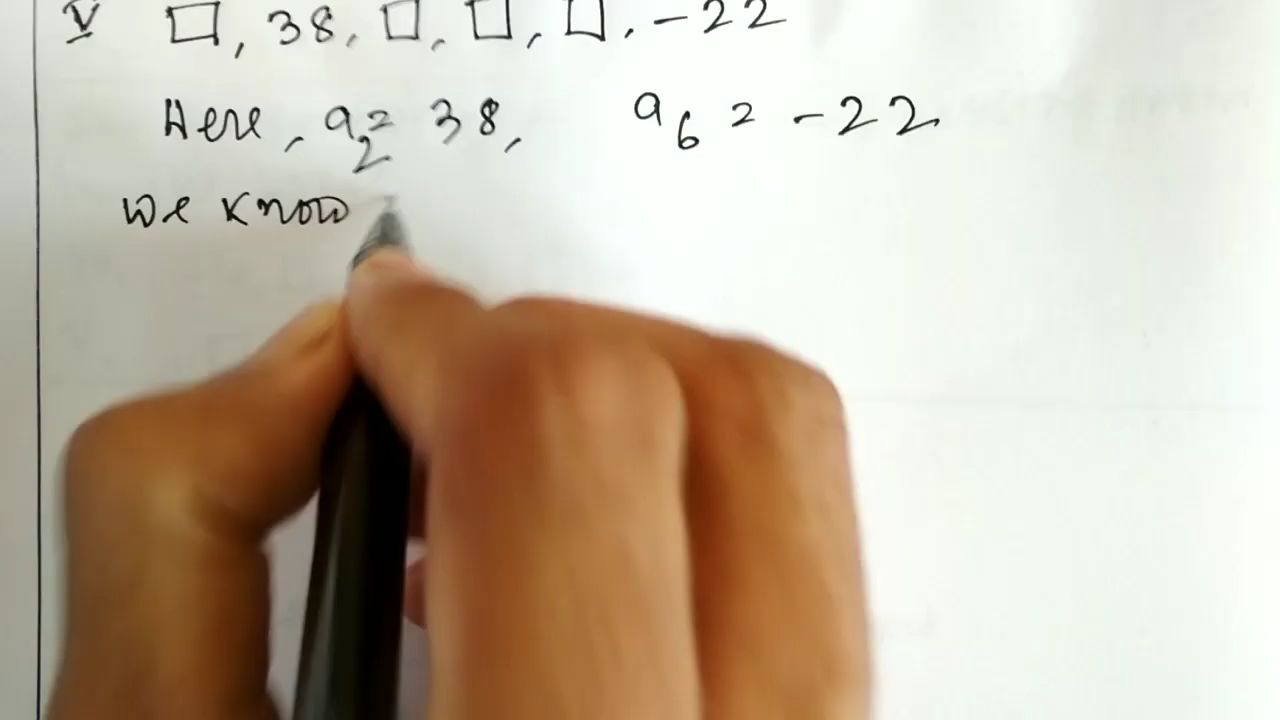 V □, 38, □, □, □, -22
Here, a₂ = 38, a₆ = -22
We know